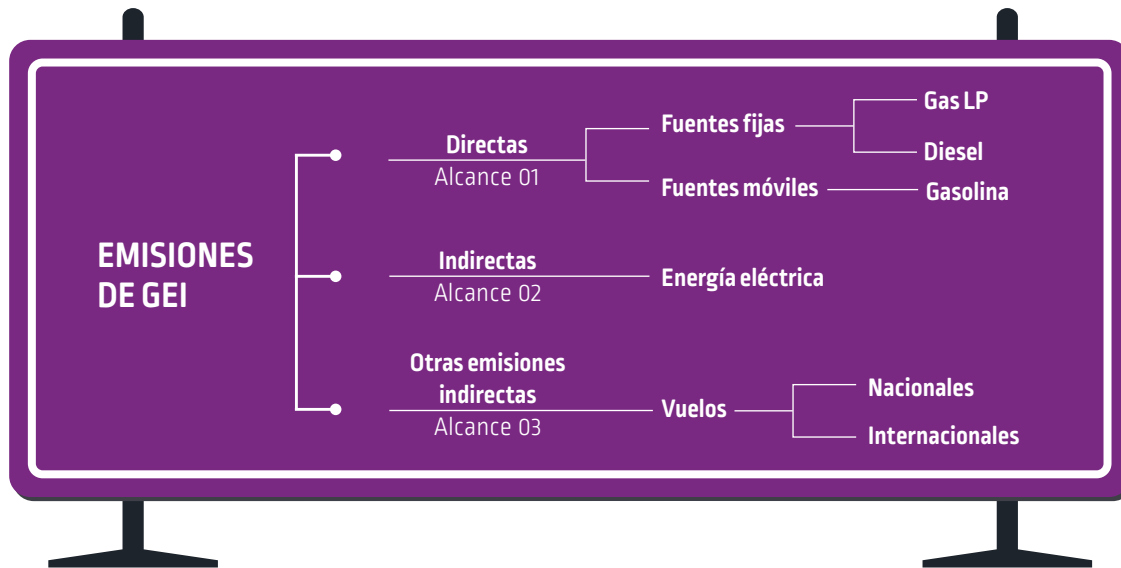 EMISIONES
DE GEI
Directas
Alcance 01
Fuentes fijas
Gas LP
Diesel
Fuentes móviles
Gasolina
Indirectas
Alcance 02
Energía eléctrica
Otras emisiones
indirectas
Alcance 03
Vuelos
Nacionales
Internacionales